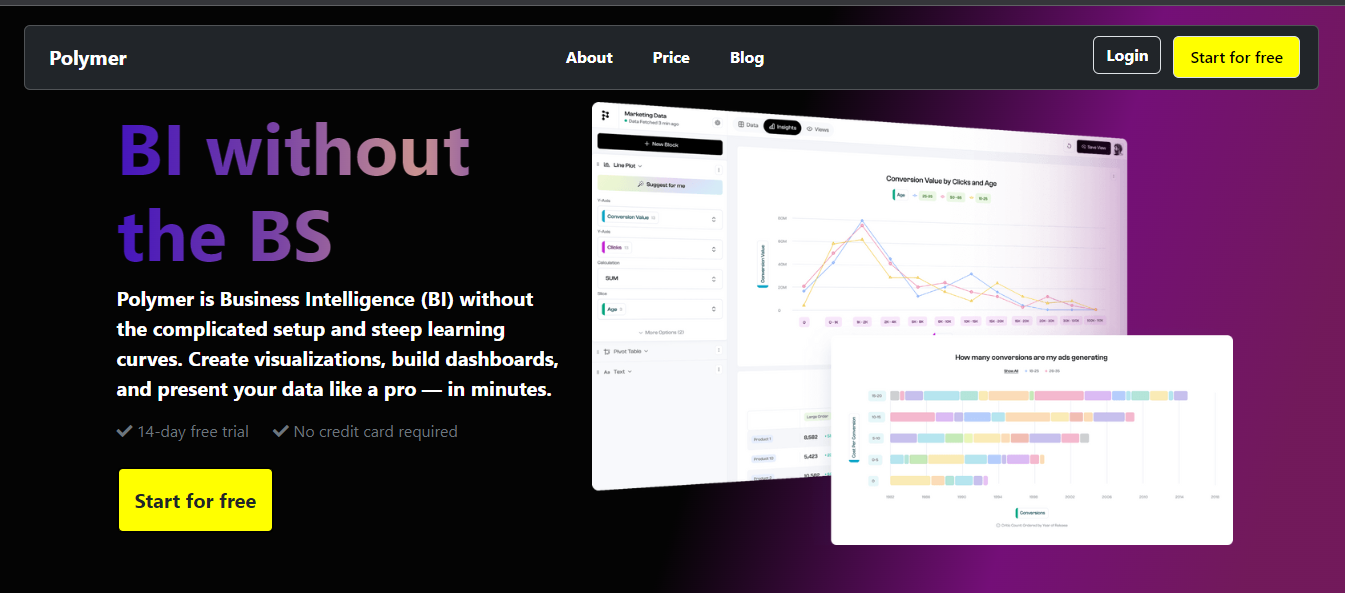 Polymer
About
Price
Blog
Login
Start for free
BI without
the BS
Polymer is Business Intelligence (BI) without
the complicated setup and steep learning
curves. Create visualizations, build dashboards,
and present your data like a pro — in minutes.
14-day free trial
No credit card required
Start for free
Marketing Data
Data Fetched 3 min ago
Data
Insights
Views
Save View
+ New Block
Line Plot
Suggest for me
Y-Axis
Conversion Value
X-Axis
Clicks
Calculation
SUM
Slice
Age
More Options (2)
Pivot Table
Aa Text
Conversion Value by Clicks and Age
Age
Conversion Value
0
Large Order
Product 1
8,582
5,423
How many conversions are my ads generating
Show All
Cost Per Conversion
Conversions